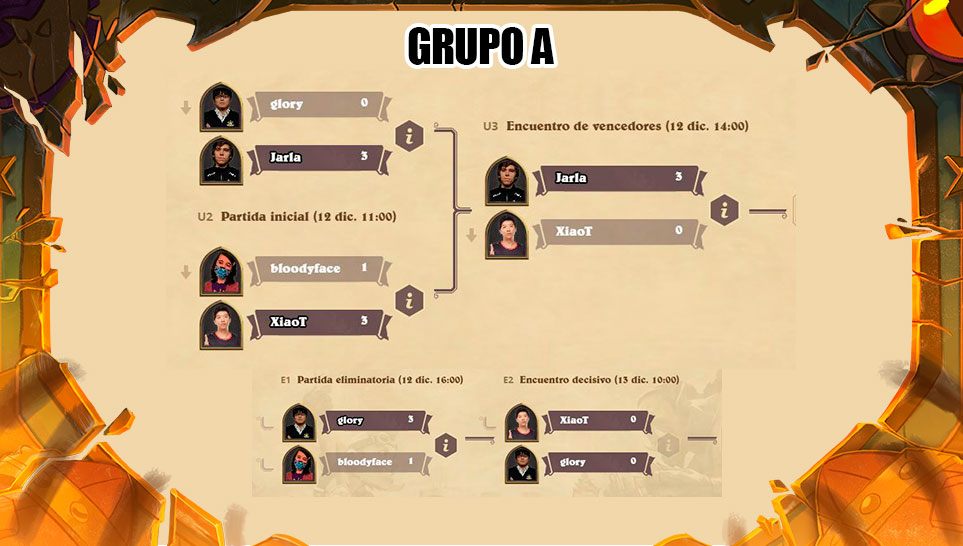 GRUPO A
glory 0
Jarla 3
U2 Partida inicial (12 dic. 11:00)
bloodyface 1
XiaoT 3
U3 Encuentro de vencedores (12 dic. 14:00)
Jarla 3
XiaoT 0
E1 Partida eliminatoria (12 dic. 16:00)
glory 3
bloodyface 1
E2 Encuentro decisivo (13 dic. 10:00)
XiaoT 0
glory 0